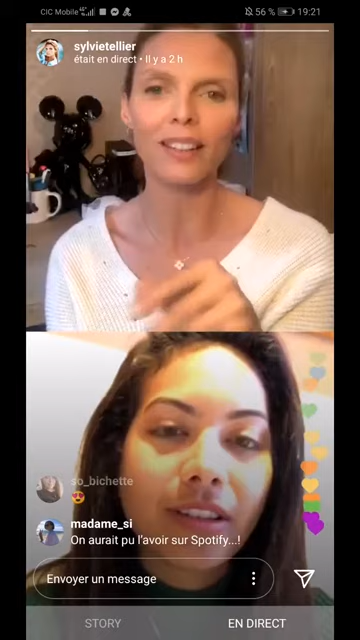 CIC Mobile 4G
56 % 19:21
sylvietellier
était en direct • Il y a 2 h
so_bichette
madame_si
On aurait pu l'avoir sur Spotify...!
Envoyer un message
STORY
EN DIRECT